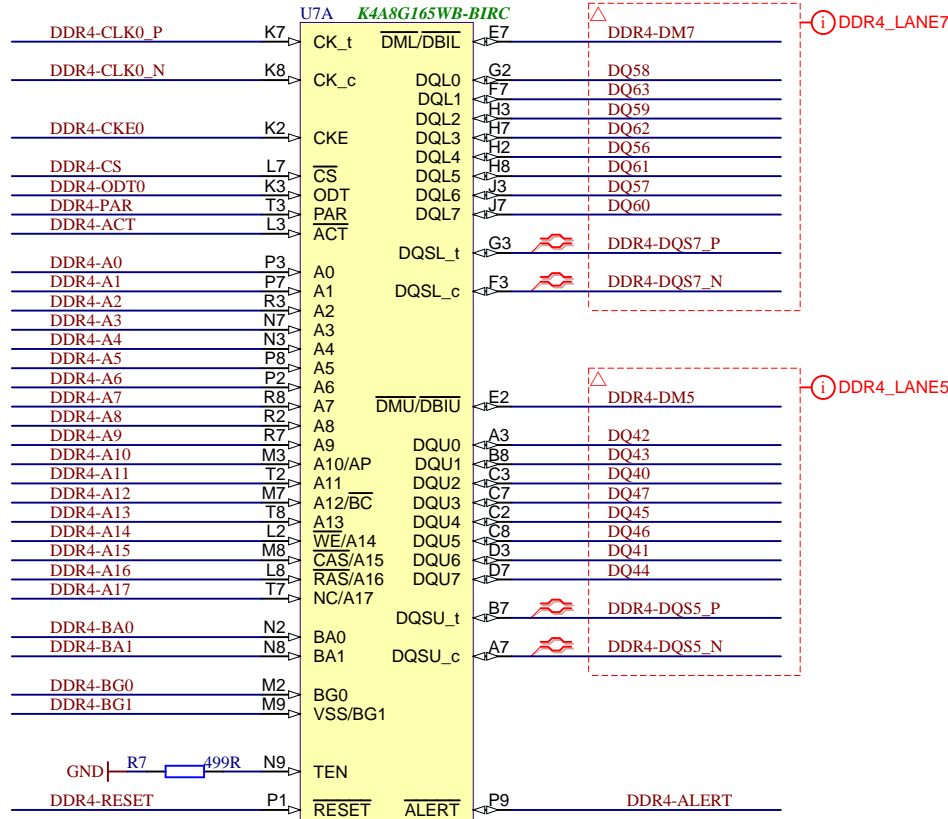 U7A K4A8G165WB-BIRC
DDR4-CLK0_P K7 CK_t DML/DBIL E7 DDR4-DM7 i DDR4_LANE7
DDR4-CLK0_N K8 CK_c DQL0 G2 DQ58
DQL1 F7 DQ63
DQL2 H3 DQ59
DDR4-CKE0 K2 CKE DQL3 H7 DQ62
DQL4 H2 DQ56
DDR4-CS L7 CS DQL5 H8 DQ61
DDR4-ODT0 K3 ODT DQL6 J3 DQ57
DDR4-PAR T3 PAR DQL7 J7 DQ60
DDR4-ACT L3 ACT
DQSL_t G3 DDR4-DQS7_P
DDR4-A0 P3 A0
DDR4-A1 P7 A1 DQSL_c F3 DDR4-DQS7_N
DDR4-A2 R3 A2
DDR4-A3 N7 A3
DDR4-A4 N3 A4
DDR4-A5 P8 A5
DDR4-A6 P2 A6 i DDR4_LANE5
DDR4-A7 R8 A7 DMU/DBIU E2 DDR4-DM5
DDR4-A8 R2 A8
DDR4-A9 R7 A9 DQU0 A3 DQ42
DDR4-A10 M3 A10/AP DQU1 B8 DQ43
DDR4-A11 T2 A11 DQU2 C3 DQ40
DDR4-A12 M7 A12/BC DQU3 C7 DQ47
DDR4-A13 T8 A13 DQU4 C2 DQ45
DDR4-A14 L2 WE/A14 DQU5 C8 DQ46
DDR4-A15 M8 CAS/A15 DQU6 D3 DQ41
DDR4-A16 L8 RAS/A16 DQU7 D7 DQ44
DDR4-A17 T7 NC/A17
DQSU_t B7 DDR4-DQS5_P
DDR4-BA0 N2 BA0
DDR4-BA1 N8 BA1 DQSU_c A7 DDR4-DQS5_N
DDR4-BG0 M2 BG0
DDR4-BG1 M9 VSS/BG1
GND R7 499R N9 TEN
DDR4-RESET P1 RESET ALERT P9 DDR4-ALERT